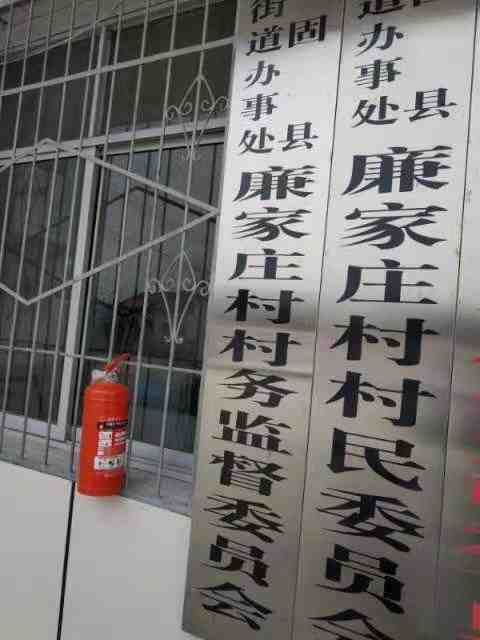 固 县
街道办事处
廉家庄村村务监督委员会
固 县
道办事处
廉家庄村村民委员会